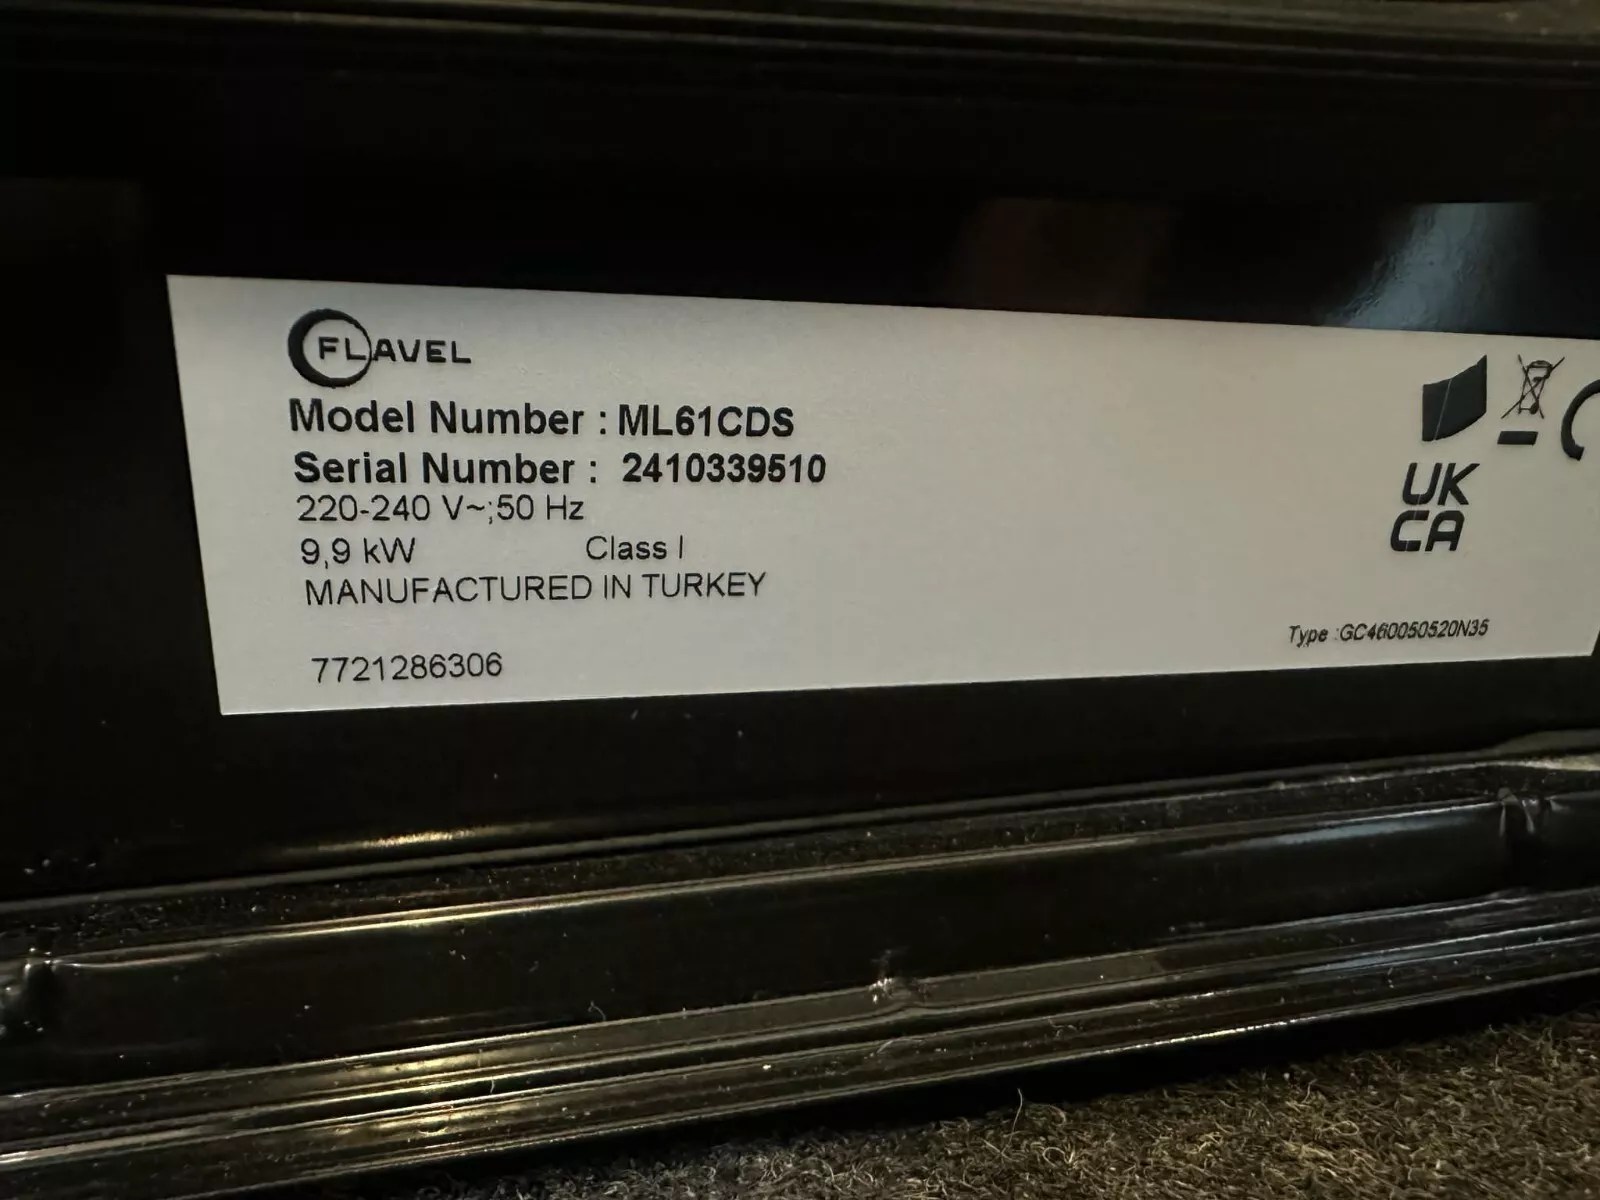 FLAVEL
Model Number : ML61CDS
Serial Number : 2410339510
220-240 V~;50 Hz
9,9 kW Class I
MANUFACTURED IN TURKEY
7721286306
UK
CA
Type :GC460050520N35